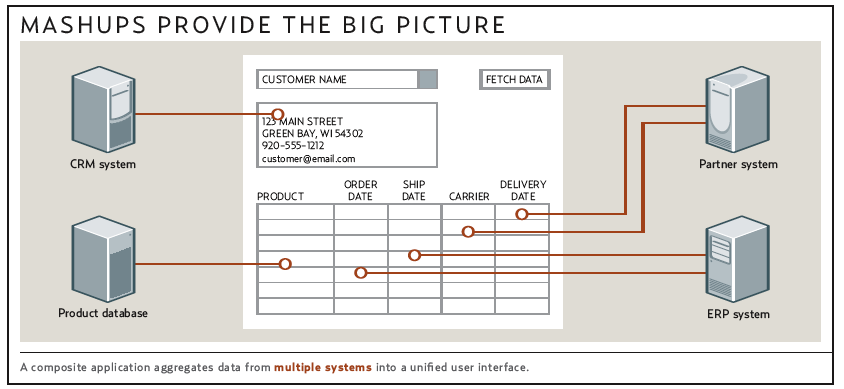 MASHUPS PROVIDE THE BIG PICTURE
CUSTOMER NAME
FETCH DATA
CRM system
123 MAIN STREET
GREEN BAY, WI 54302
920-555-1212
customer@email.com
Partner system
PRODUCT
ORDER
DATE
SHIP
DATE
CARRIER
DELIVERY
DATE
Product database
ERP system
A composite application aggregates data from multiple systems into a unified user interface.